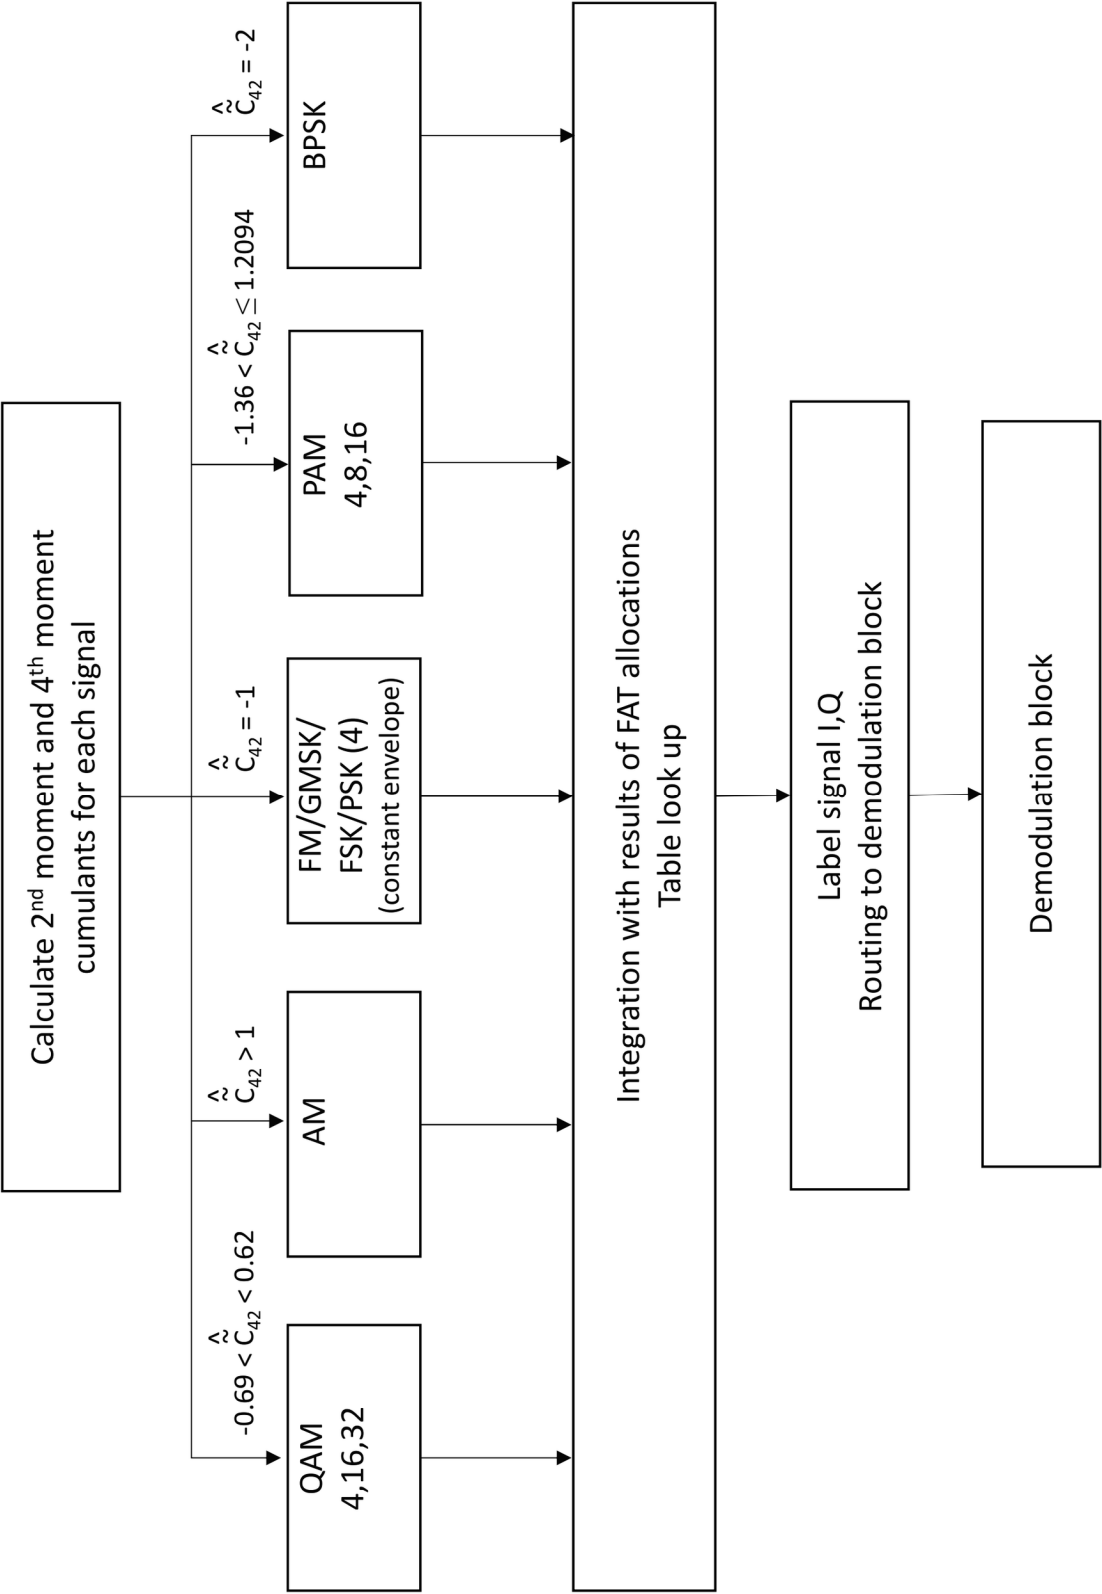 Calculate 2nd moment and 4th moment
cumulants for each signal
-0.69 < C̃̂42 < 0.62
C̃̂42 > 1
C̃̂42 = -1
-1.36 < C̃̂42 ≤ 1.2094
C̃̂42 = -2
QAM
4,16,32
AM
FM/GMSK/
FSK/PSK (4)
(constant envelope)
PAM
4,8,16
BPSK
Integration with results of FAT allocations
Table look up
Label signal I,Q
Routing to demodulation block
Demodulation block